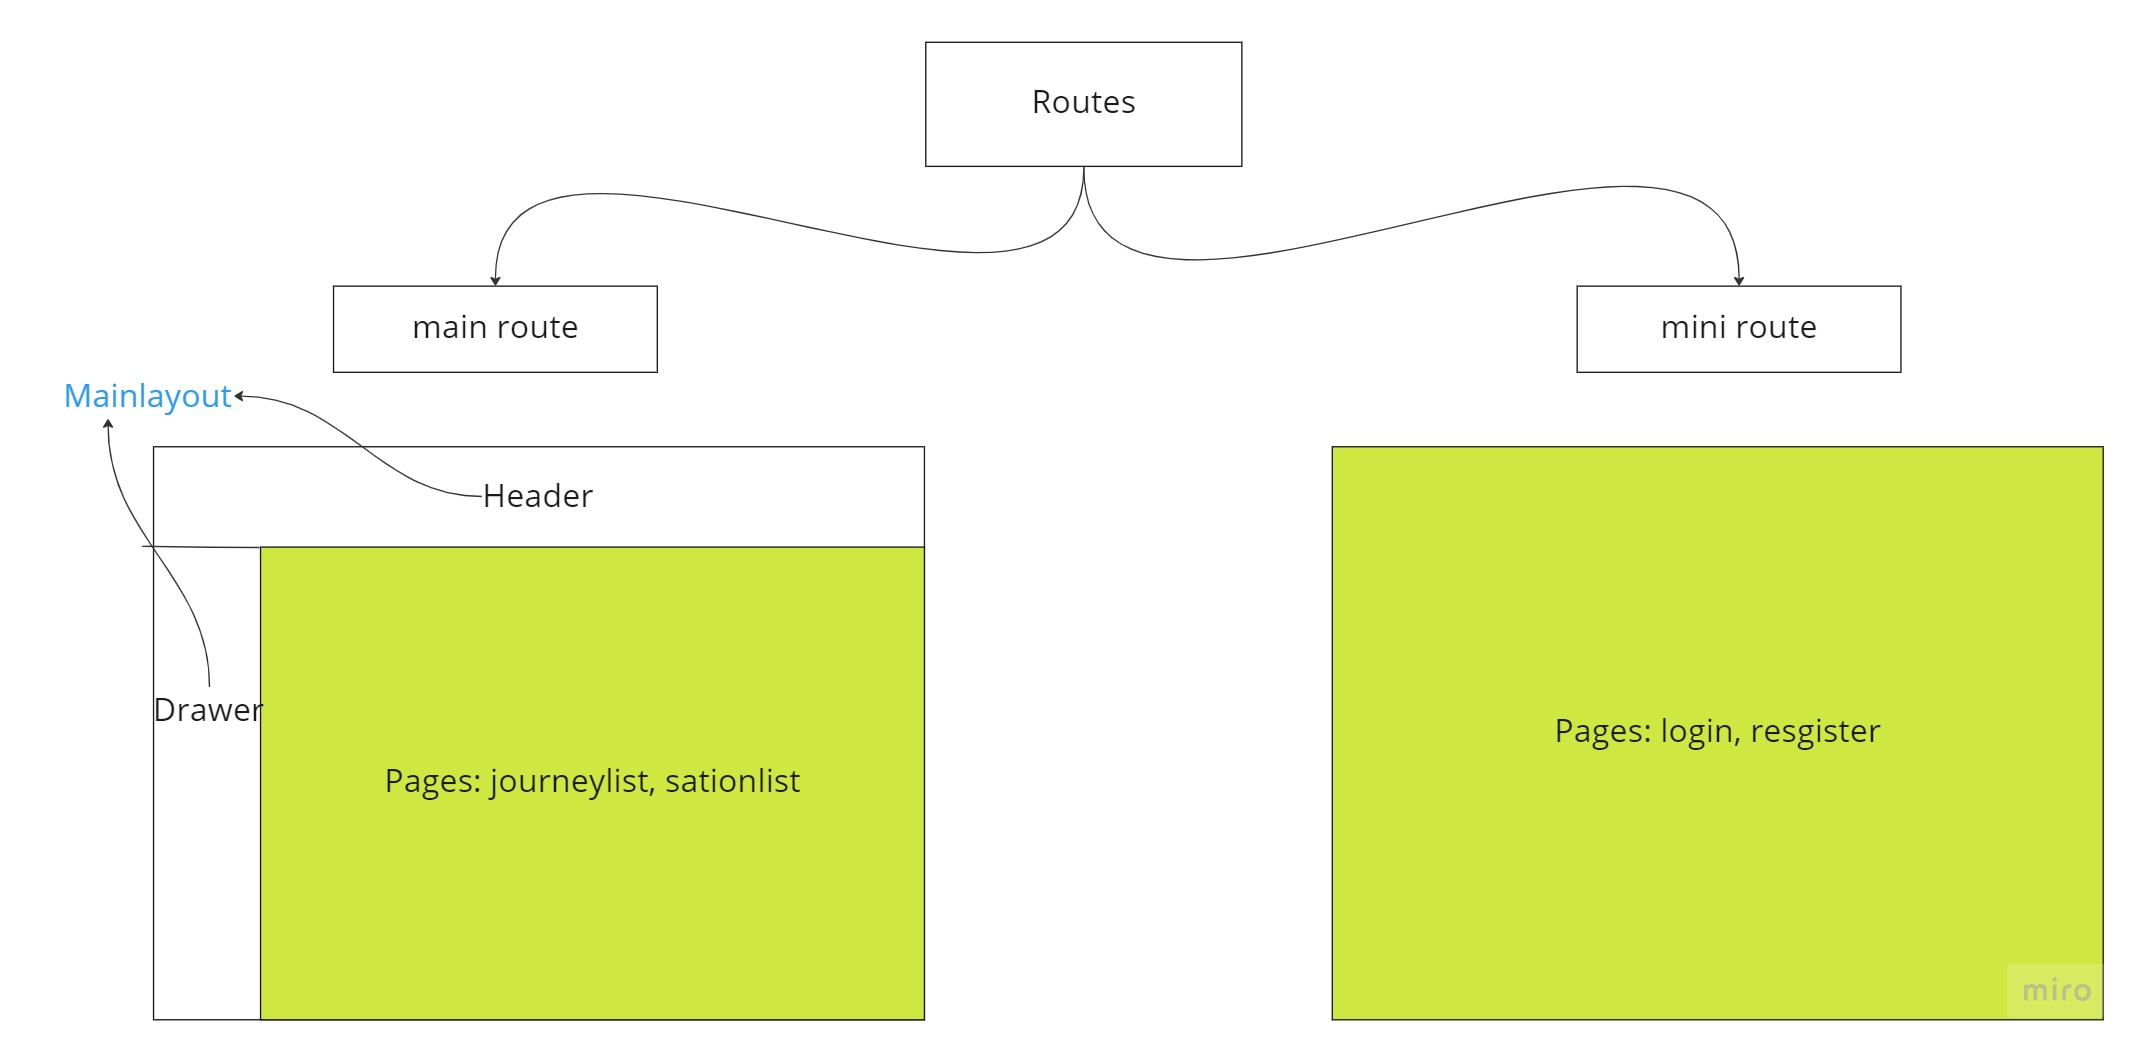 Routes
main route
mini route
Mainlayout
Header
Drawer
Pages: journeylist, sationlist
Pages: login, resgister
miro